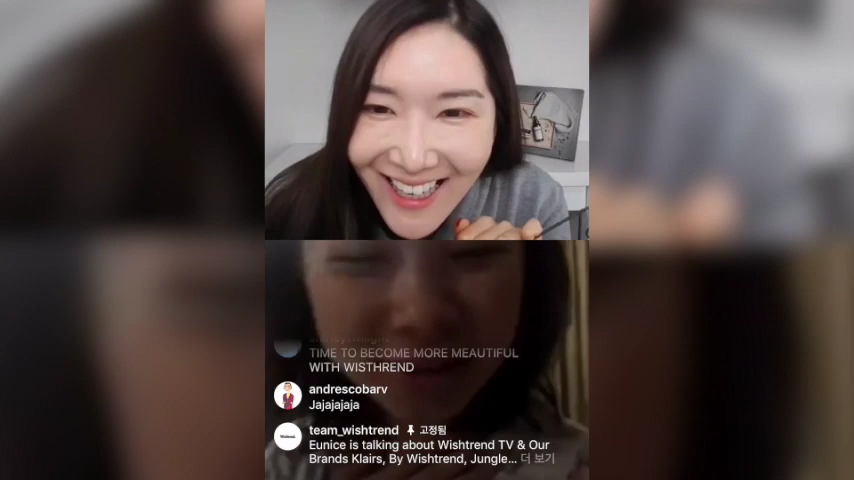 TIME TO BECOME MORE MEAUTIFUL
WITH WISTHREND
andrescobarv
Jajajajaja
Wishtrend
team_wishtrend 고정됨
Eunice is talking about Wishtrend TV & Our
Brands Klairs, By Wishtrend, Jungle... 더 보기